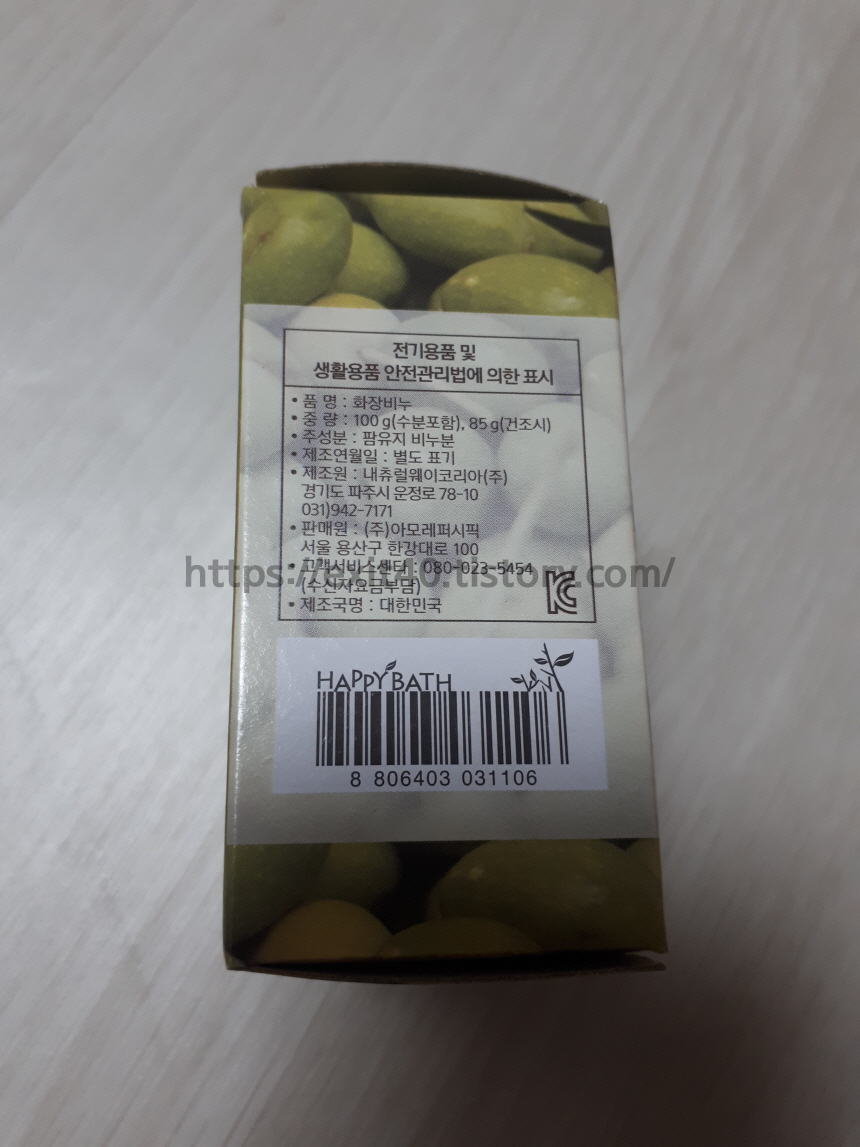 전기용품 및
생활용품 안전관리법에 의한 표시
• 품 명 : 화장비누
• 중 량 : 100 g(수분포함), 85 g(건조시)
• 주성분 : 팜유지 비누분
• 제조연월일 : 별도 표기
• 제조원 : 내츄럴웨이코리아(주)
경기도 파주시 운정로 78-10
031)942-7171
• 판매원 : (주)아모레퍼시픽
서울 용산구 한강대로 100
• 고객서비스센터 : 080-023-5454
https://exit40.tistory.com/
(수신자요금부담)
• 제조국명 : 대한민국
KC
HAPPY BATH
8 806403 031106